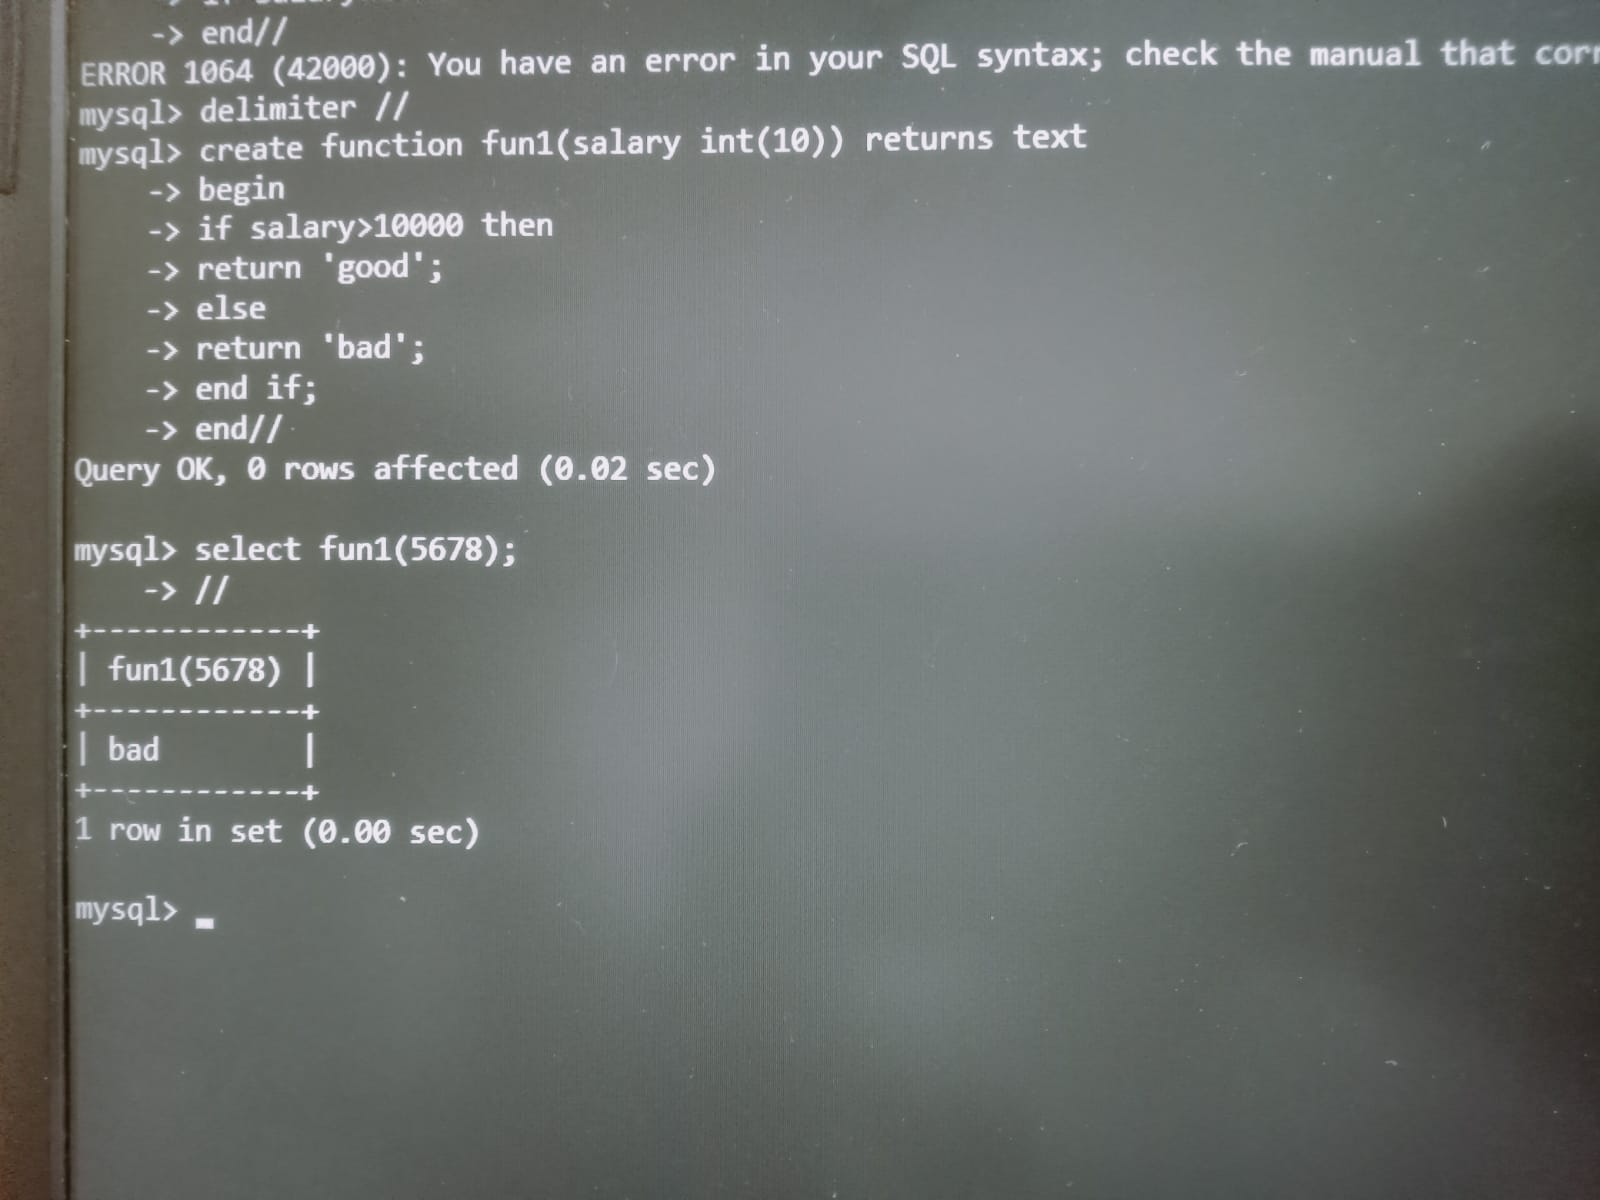 -> end//
ERROR 1064 (42000): You have an error in your SQL syntax; check the manual that corr
mysql> delimiter //
mysql> create function fun1(salary int(10)) returns text
-> begin
-> if salary>10000 then
-> return 'good';
-> else
-> return 'bad';
-> end if;
-> end//
Query OK, 0 rows affected (0.02 sec)
mysql> select fun1(5678);
-> //
+------------+
| fun1(5678) |
+------------+
| bad        |
+------------+
1 row in set (0.00 sec)
mysql> _